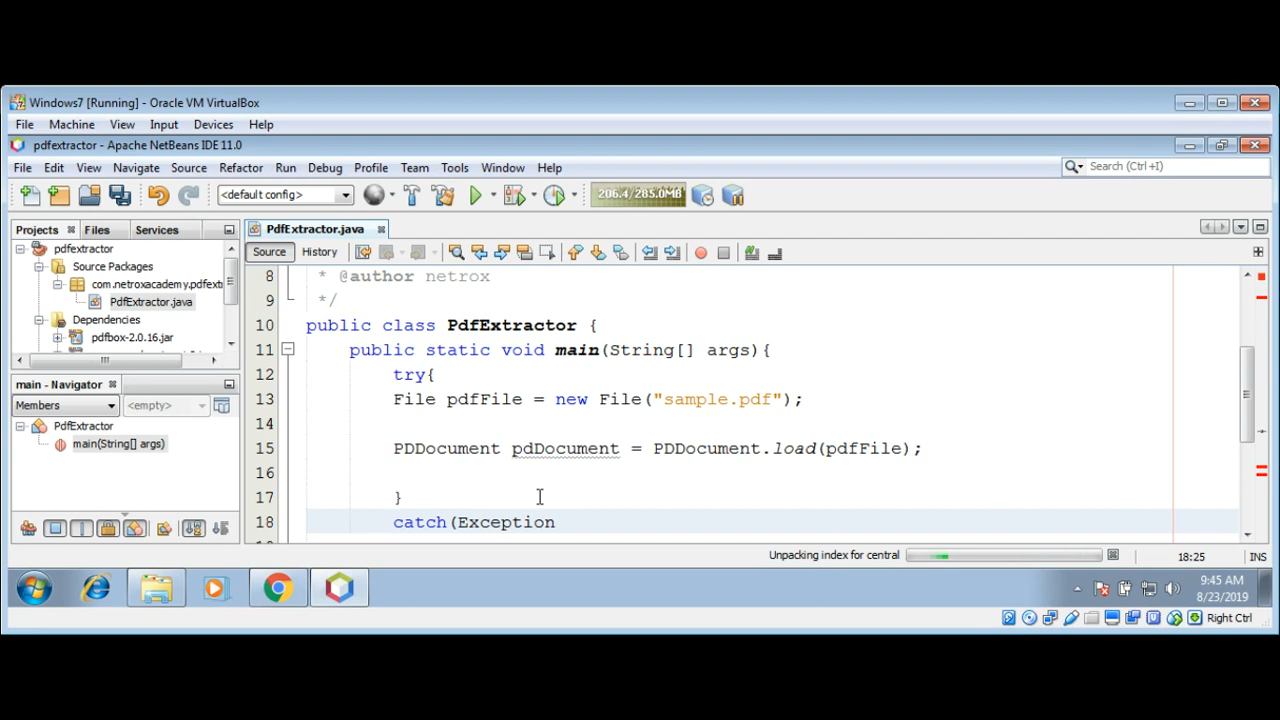 Windows7 [Running] - Oracle VM VirtualBox
File Machine View Input Devices Help
pdfextractor - Apache NetBeans IDE 11.0
File Edit View Navigate Source Refactor Run Debug Profile Team Tools Window Help
Search (Ctrl+I)
<default config>
206.4/285.0MB
Projects Files Services
PdfExtractor.java
Source History
pdfextractor
Source Packages
com.netroxacademy.pdfextr
PdfExtractor.java
Dependencies
pdfbox-2.0.16.jar
main - Navigator
Members
<empty>
PdfExtractor
main(String[] args)
8 * @author netrox
9 */
10 public class PdfExtractor {
11 public static void main(String[] args){
12 try{
13 File pdfFile = new File("sample.pdf");
14
15 PDDocument pdDocument = PDDocument.load(pdfFile);
16
17 }
18 catch(Exception
Unpacking index for central
18:25 INS
9:45 AM
8/23/2019
Right Ctrl